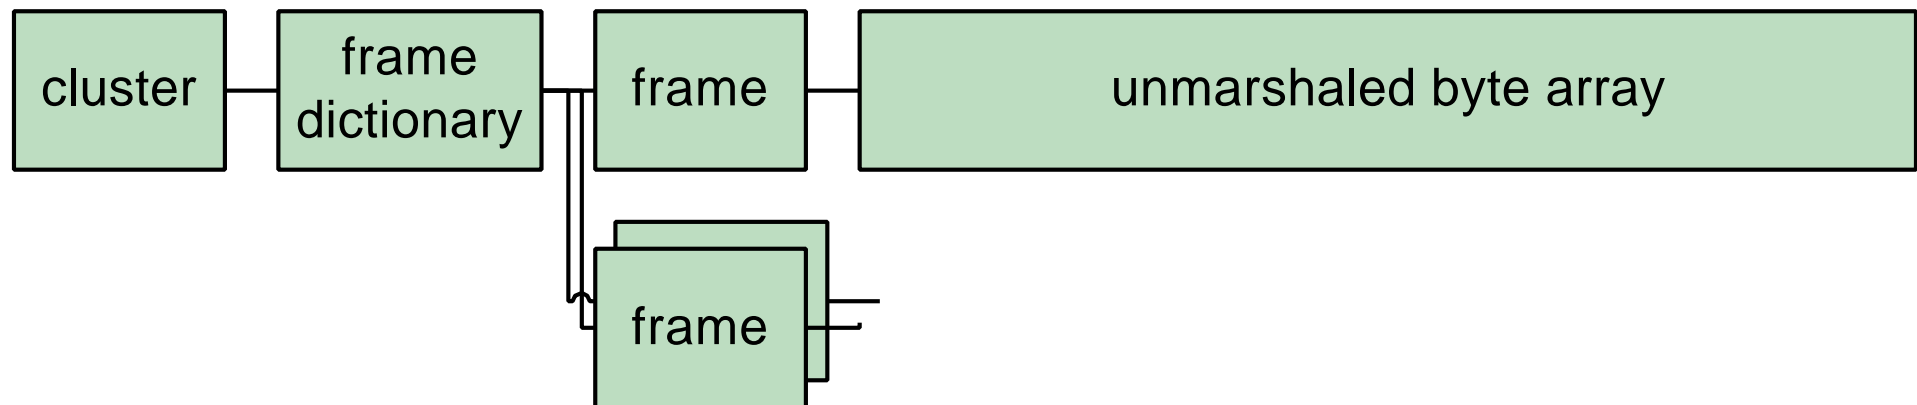 cluster
frame
dictionary
frame
unmarshaled byte array
frame